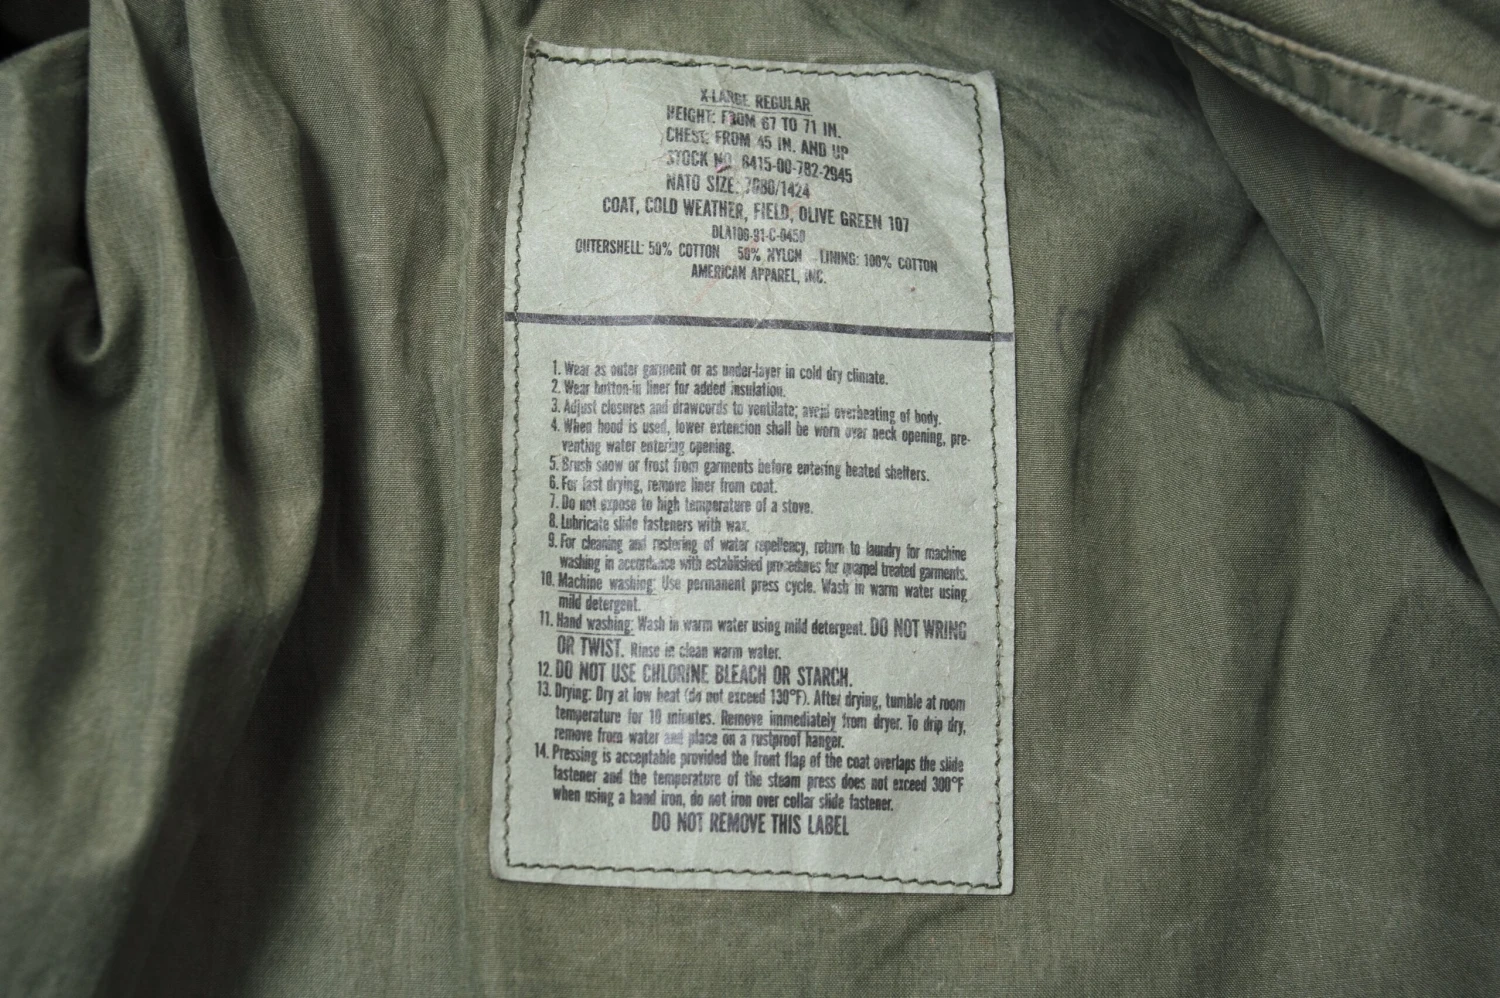 X-LARGE REGULAR
HEIGHT: FROM 67 TO 71 IN.
CHEST: FROM 45 IN. AND UP
STOCK NO. 8415-00-782-2945
NATO SIZE: 7080/1424
COAT, COLD WEATHER, FIELD, OLIVE GREEN 107
DLA100-91-C-0450
OUTERSHELL: 50% COTTON 50% NYLON LINING: 100% COTTON
AMERICAN APPAREL, INC.
1. Wear as outer garment or as under-layer in cold dry climate.
2. Wear button-in liner for added insulation.
3. Adjust closures and drawcords to ventilate; avoid overheating of body.
4. When hood is used, lower extension shall be worn over neck opening, pre-
venting water entering opening.
5. Brush snow or frost from garments before entering heated shelters.
6. For fast drying, remove liner from coat.
7. Do not expose to high temperature of a stove.
8. Lubricate slide fasteners with wax.
9. For cleaning and restoring of water repellency, return to laundry for machine
washing in accordance with established procedures for quarpel treated garments.
10. Machine washing: Use permanent press cycle. Wash in warm water using
mild detergent.
11. Hand washing: Wash in warm water using mild detergent. DO NOT WRING
OR TWIST. Rinse in clean warm water.
12. DO NOT USE CHLORINE BLEACH OR STARCH.
13. Drying: Dry at low heat (do not exceed 130°F). After drying, tumble at room
temperature for 10 minutes. Remove immediately from dryer. To drip dry,
remove from water and place on a rustproof hanger.
14. Pressing is acceptable provided the front flap of the coat overlaps the slide
fastener and the temperature of the steam press does not exceed 300°F
when using a hand iron, do not iron over collar slide fastener.
DO NOT REMOVE THIS LABEL